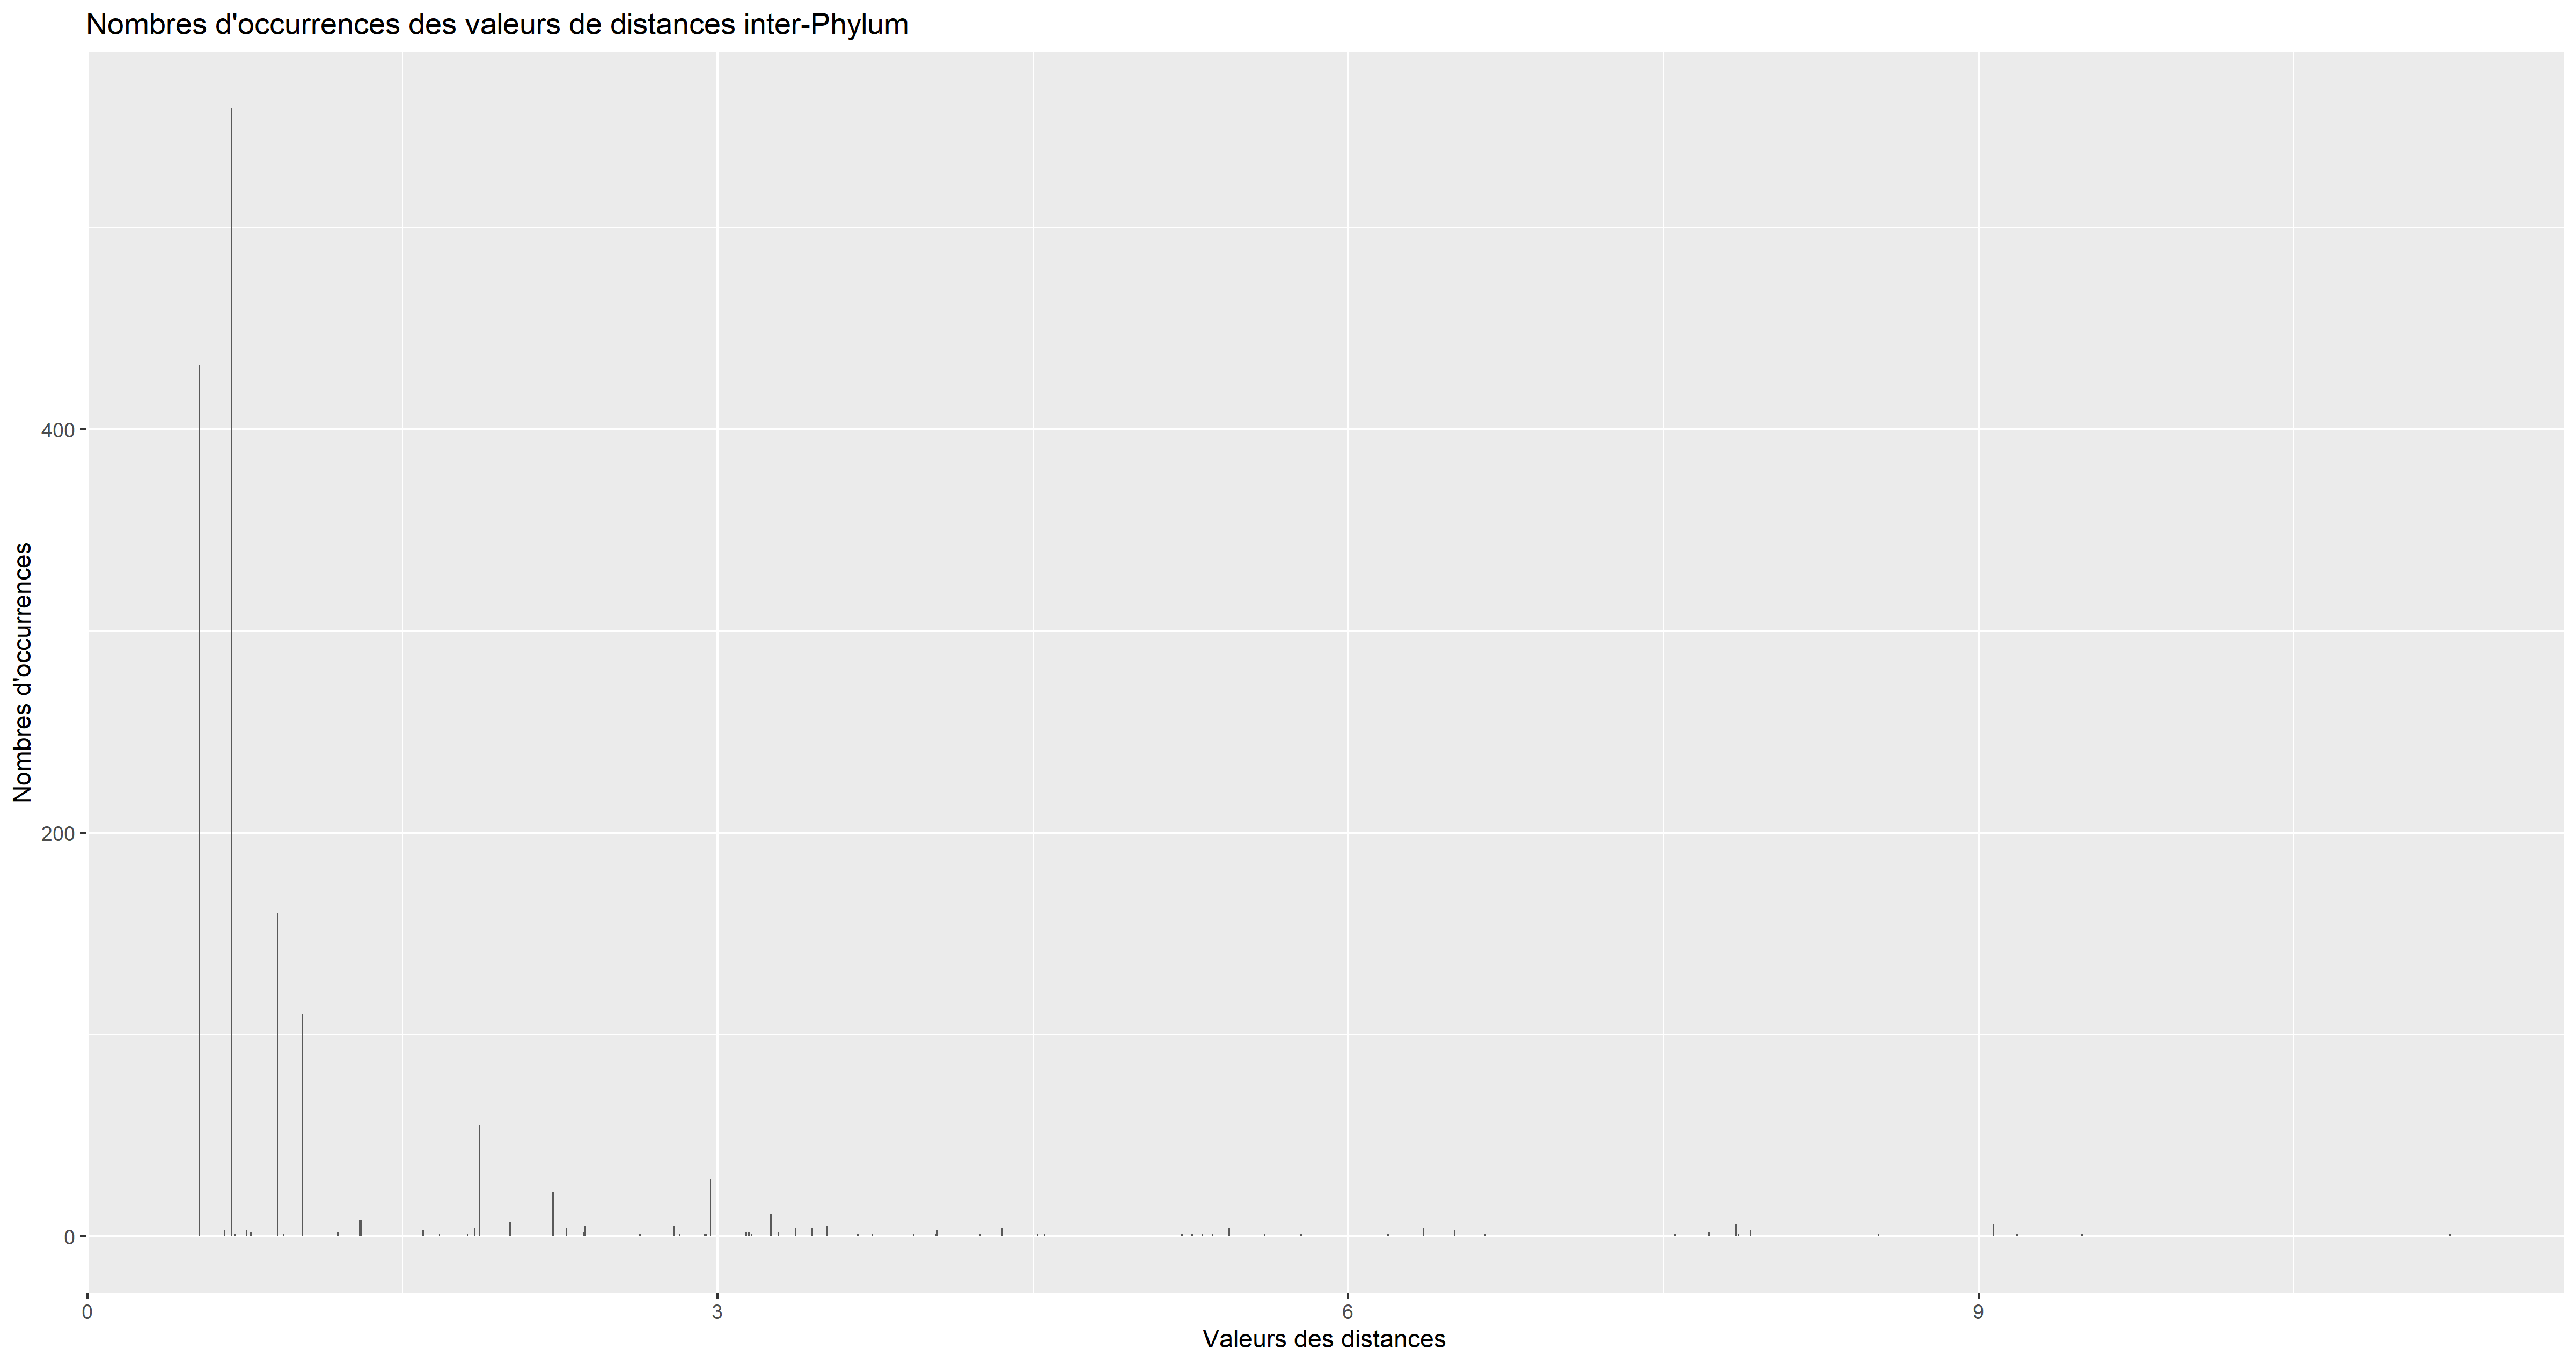 Nombres d'occurrences des valeurs de distances inter-Phylum
Nombres d'occurrences
400
200
0
0
3
6
9
Valeurs des distances